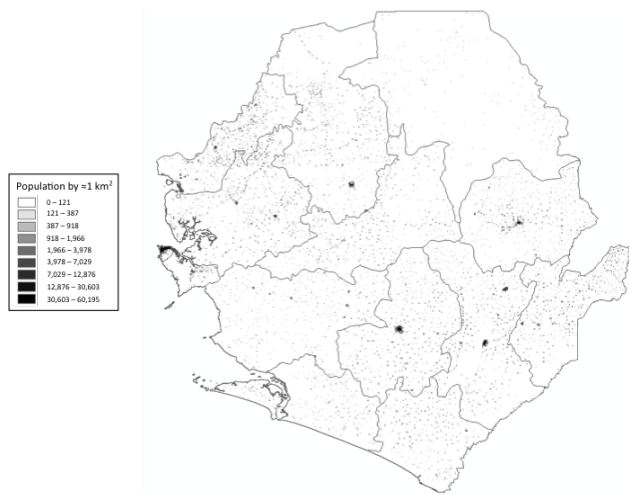 Population by ≈1 km²
0 – 121
121 – 387
387 – 918
918 – 1,966
1,966 – 3,978
3,978 – 7,029
7,029 – 12,876
12,876 – 30,603
30,603 – 60,195